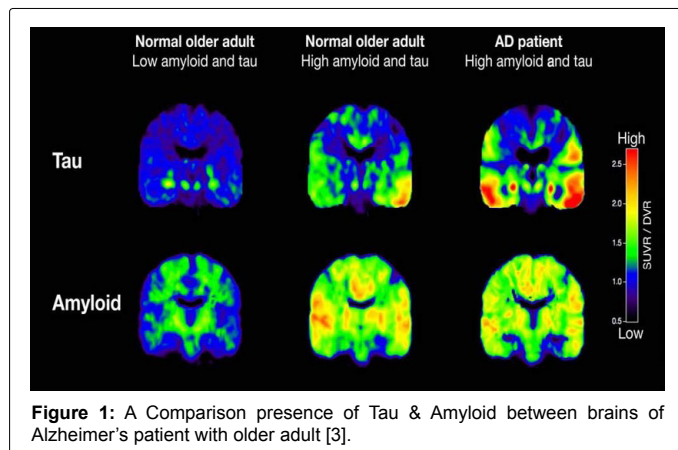 Normal older adult
Low amyloid and tau
Normal older adult
High amyloid and tau
AD patient
High amyloid and tau
Tau
Amyloid
High
2.5
2.0
1.5
1.0
0.5
Low
SUVR / DVR
Figure 1: A Comparison presence of Tau & Amyloid between brains of
Alzheimer's patient with older adult [3].